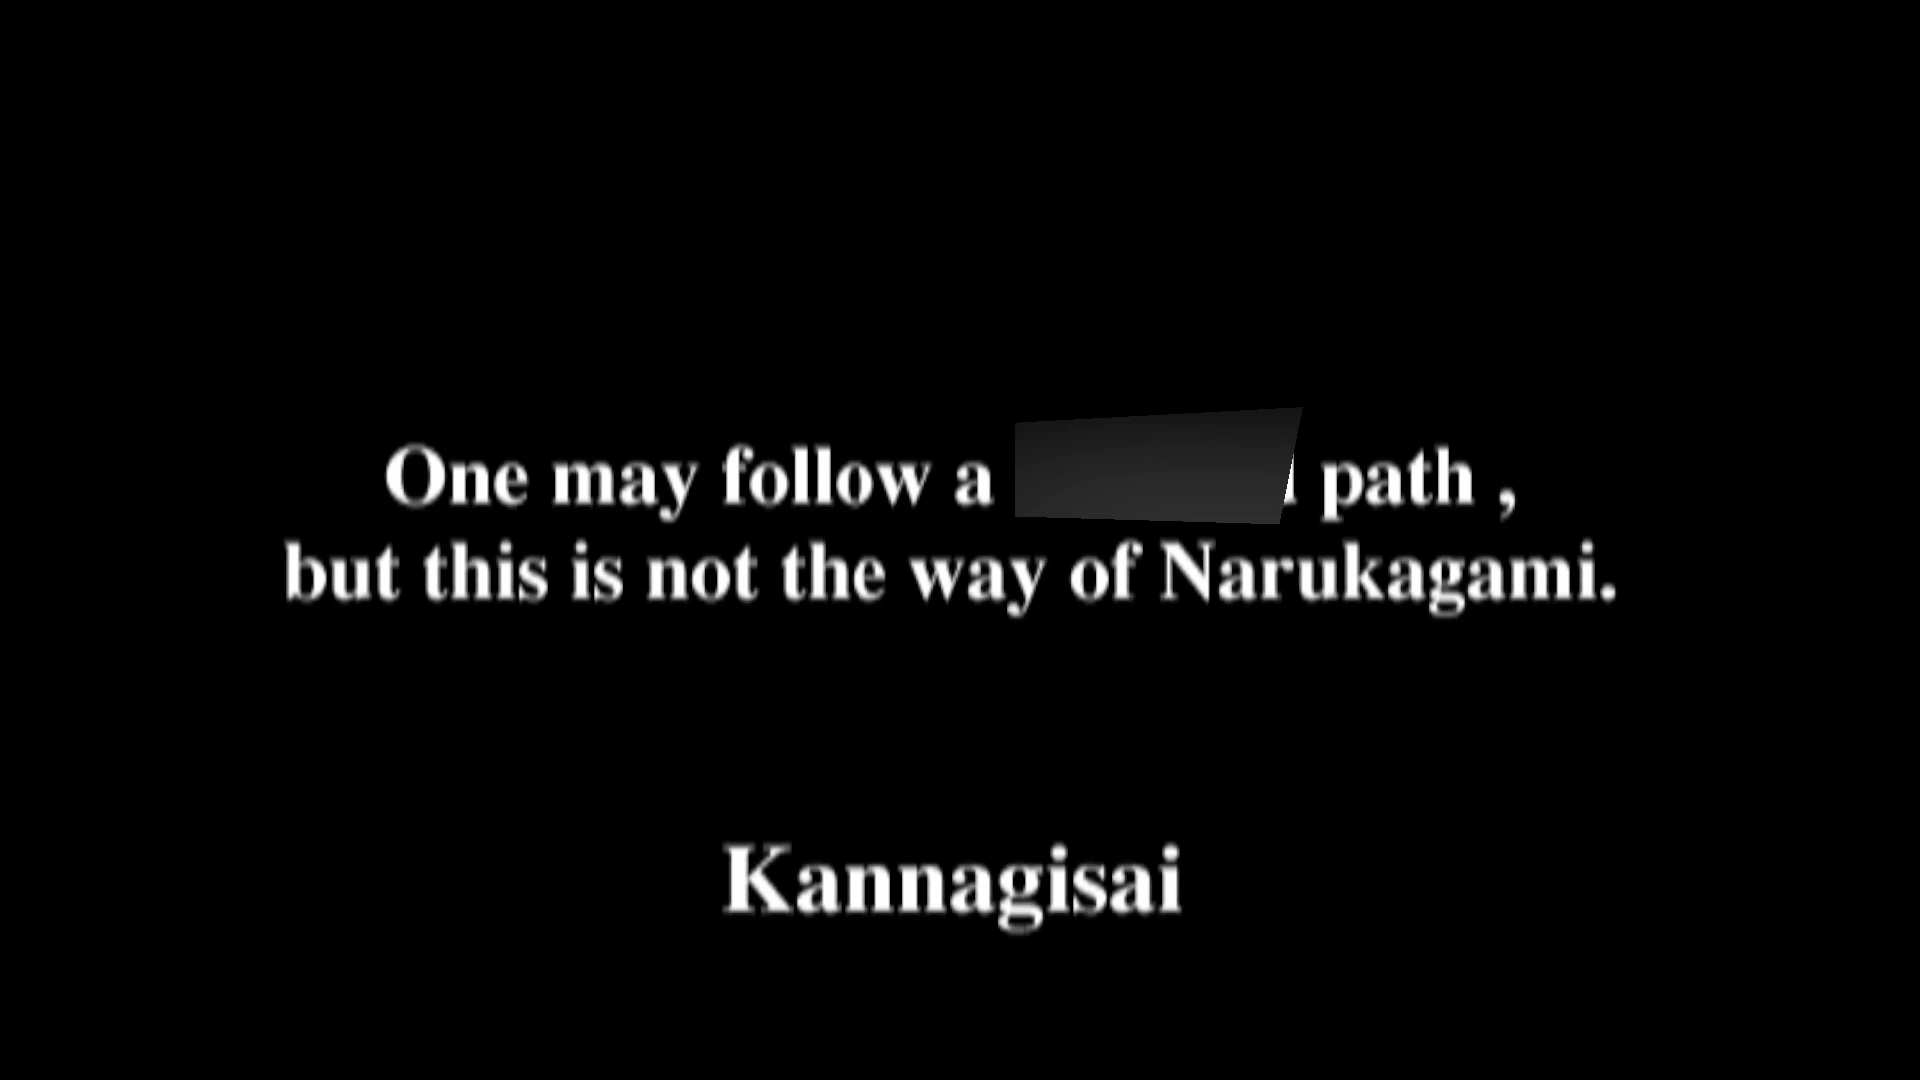 One may follow a path ,
but this is not the way of Narukagami.
Kannagisai